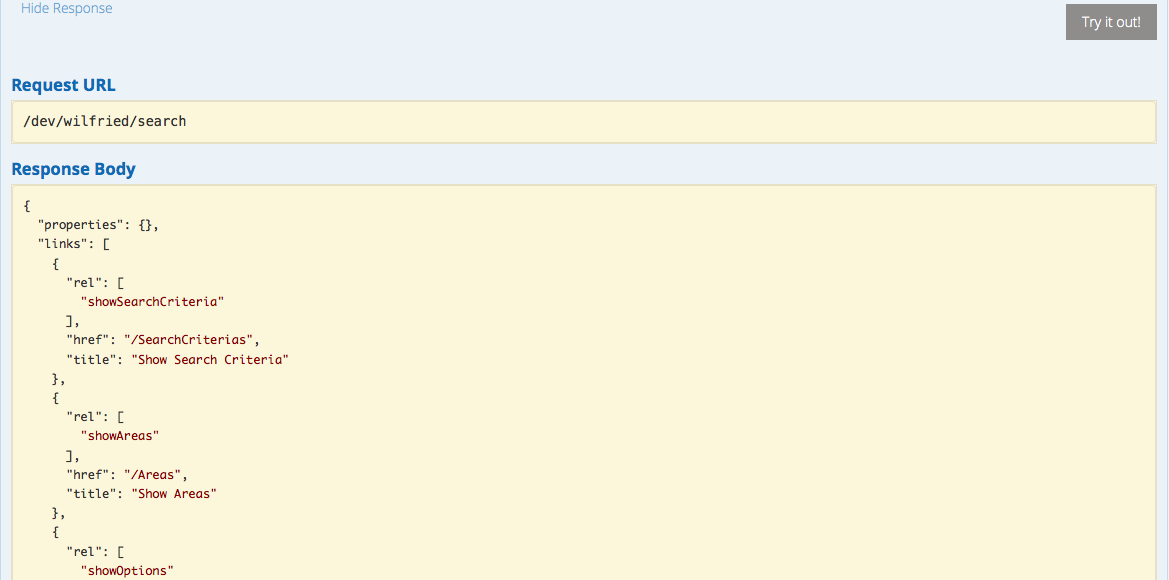 Hide Response
Try it out!
Request URL
/dev/wilfried/search
Response Body
{
  "properties": {},
  "links": [
    {
      "rel": [
        "showSearchCriteria"
      ],
      "href": "/SearchCriterias",
      "title": "Show Search Criteria"
    },
    {
      "rel": [
        "showAreas"
      ],
      "href": "/Areas",
      "title": "Show Areas"
    },
    {
      "rel": [
        "showOptions"